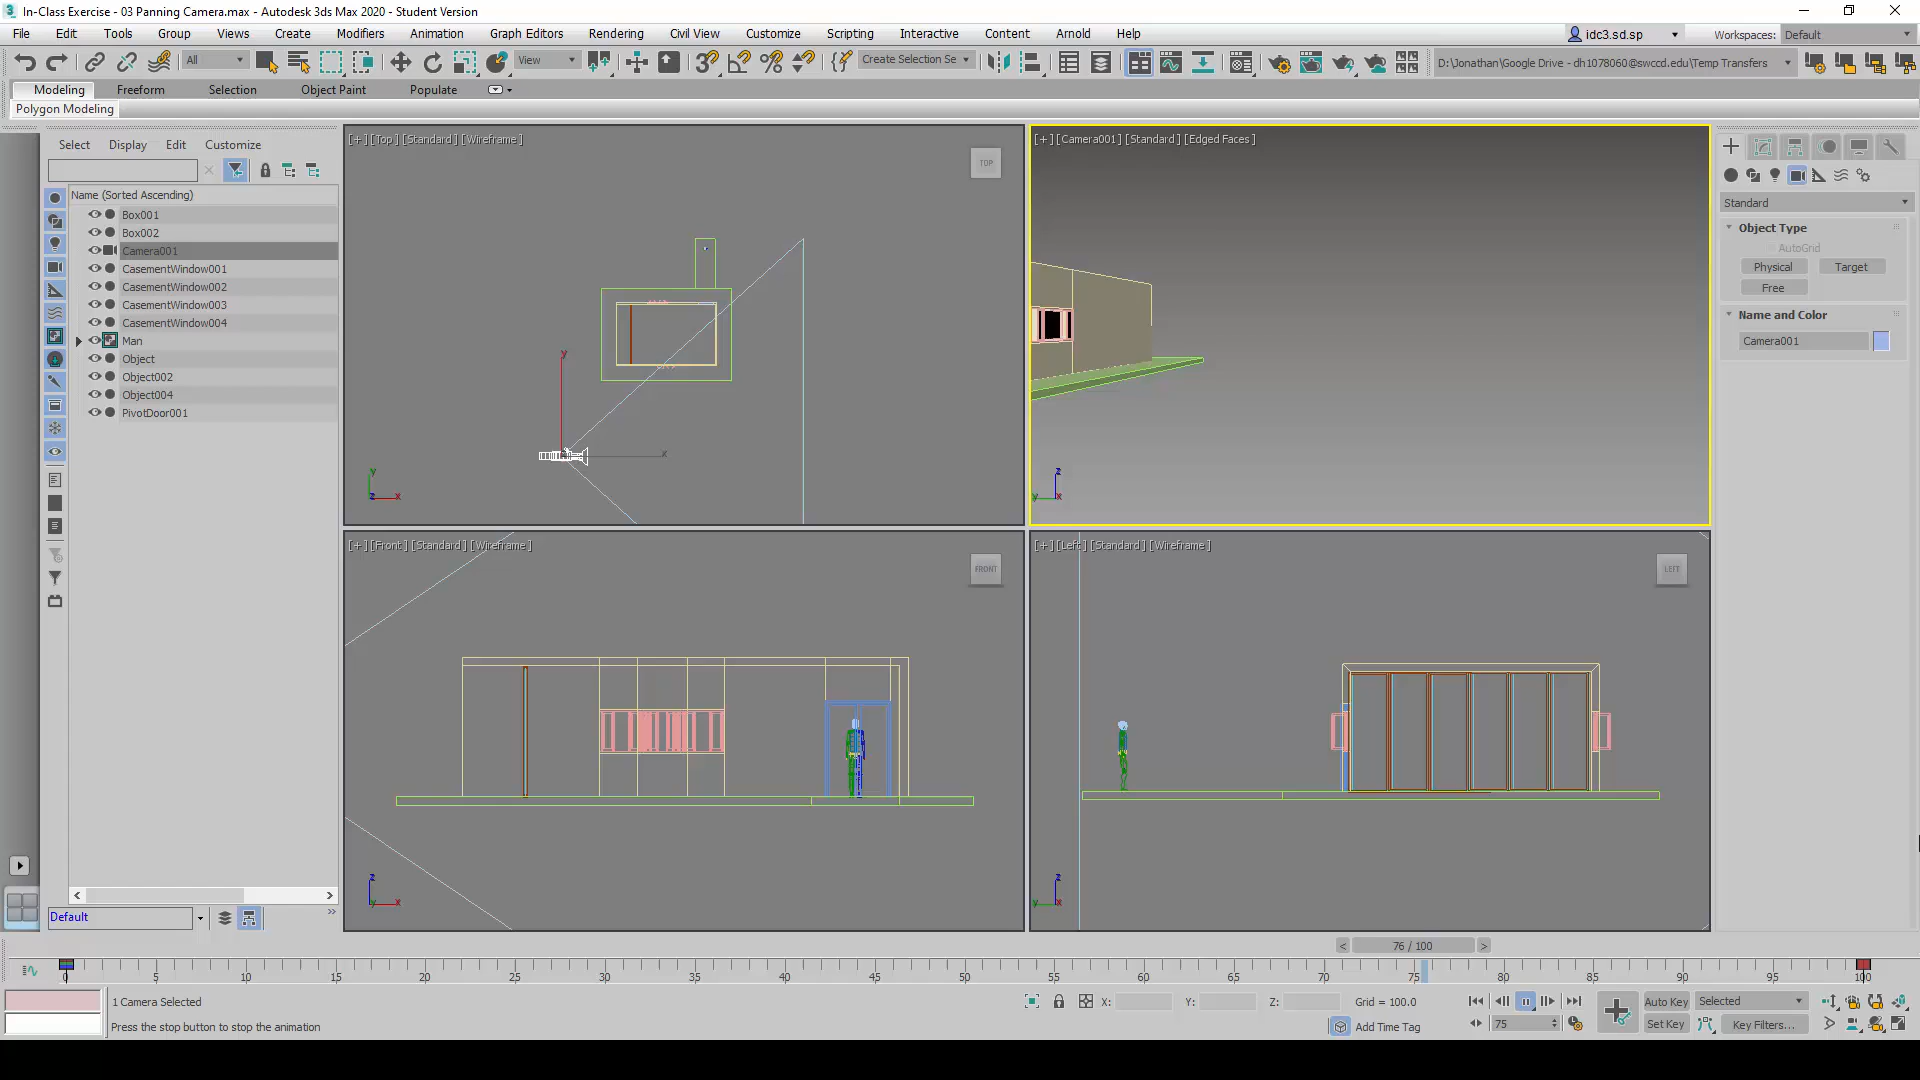 In-Class Exercise - 03 Panning Camera.max - Autodesk 3ds Max 2020 - Student Version
File Edit Tools Group Views Create Modifiers Animation Graph Editors Rendering Civil View Customize Scripting Interactive Content Arnold Help
idc3.sd.sp
Workspaces: Default
All
View
Create Selection Se
D:\Jonathan\Google Drive - dh1078060@swccd.edu\Temp Transfers
Modeling Freeform Selection Object Paint Populate
Polygon Modeling
Select Display Edit Customize
Name (Sorted Ascending)
Box001
Box002
Camera001
CasementWindow001
CasementWindow002
CasementWindow003
CasementWindow004
Man
Object
Object002
Object004
PivotDoor001
Default
[+] [Top] [Standard] [Wireframe]
TOP
y
x
y
z x
[+] [Camera001] [Standard] [Edged Faces]
z
y x
[+] [Front] [Standard] [Wireframe]
FRONT
z
y x
[+] [Left] [Standard] [Wireframe]
LEFT
z
y x
Standard
Object Type
AutoGrid
Physical Target
Free
Name and Color
Camera001
76 / 100
0 5 10 15 20 25 30 35 40 45 50 55 60 65 70 75 80 85 90 95 100
1 Camera Selected
Press the stop button to stop the animation
X: Y: Z: Grid = 100.0
Add Time Tag
75
Auto Key Selected
Set Key Key Filters...